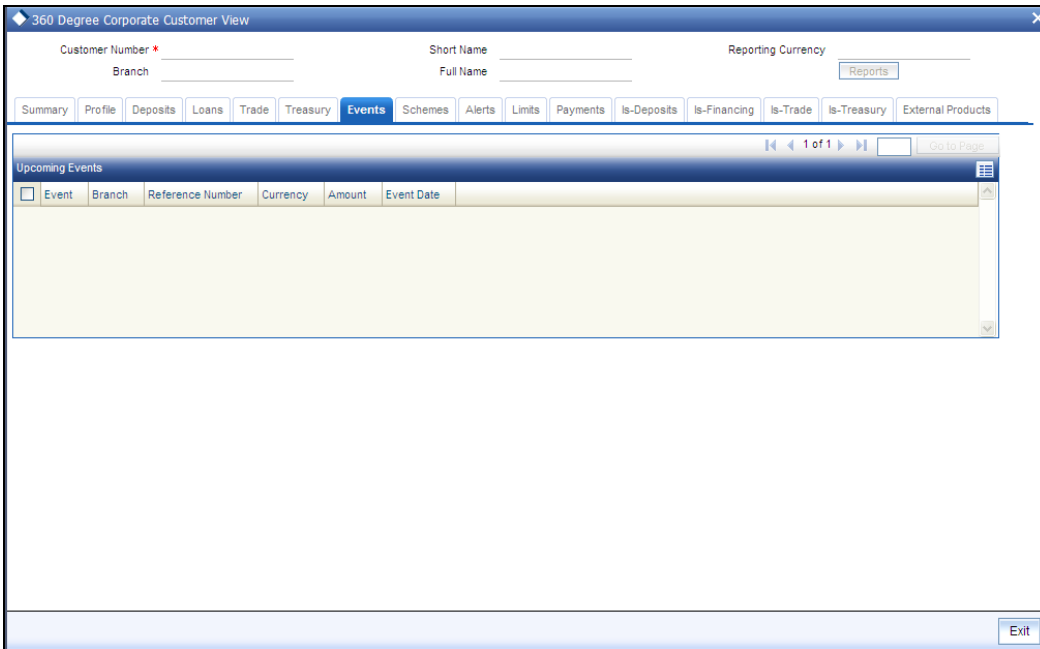 360 Degree Corporate Customer View
Customer Number * Short Name Reporting Currency
Branch Full Name Reports
Summary Profile Deposits Loans Trade Treasury Events Schemes Alerts Limits Payments Is-Deposits Is-Financing Is-Trade Is-Treasury External Products
1 of 1 Go to Page
Upcoming Events
Event Branch Reference Number Currency Amount Event Date
Exit